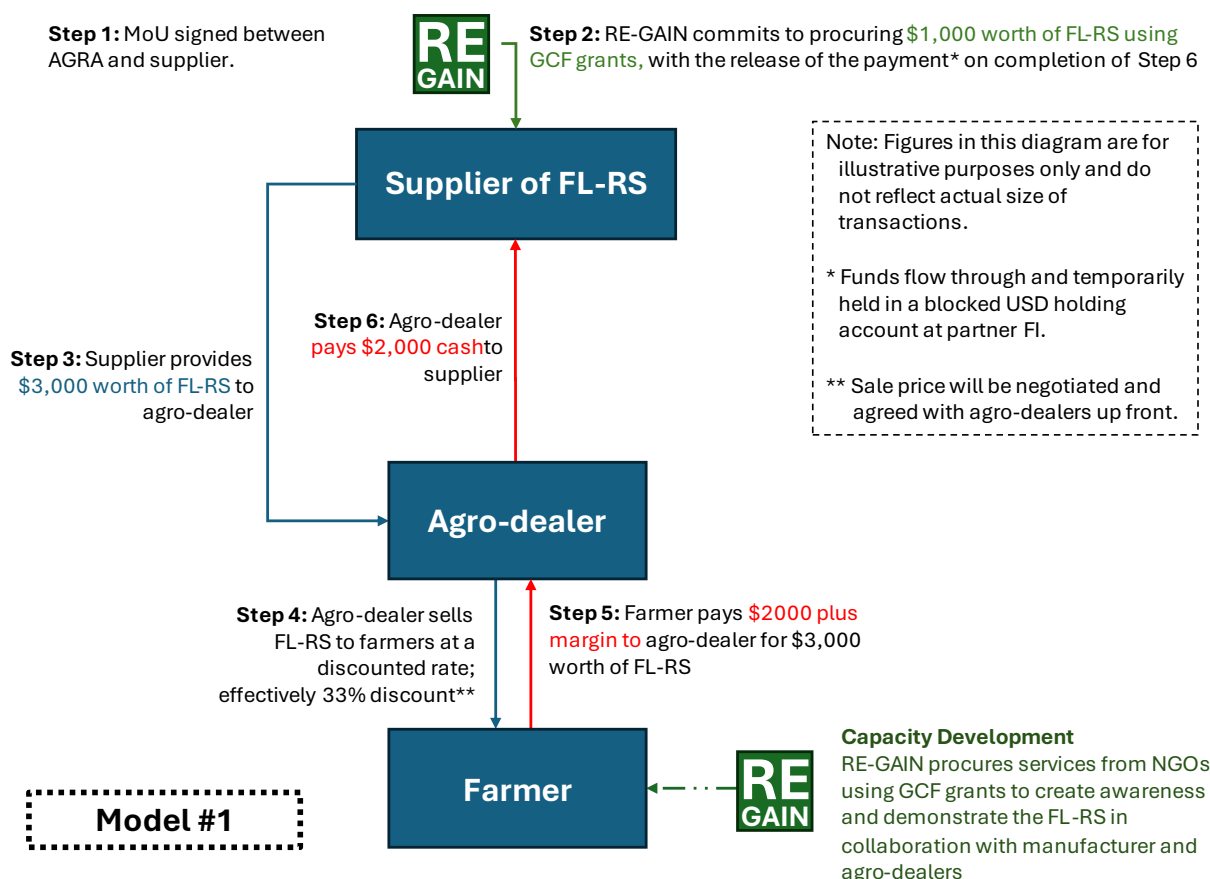 Step 1: MoU signed between
AGRA and supplier.
RE
GAIN
Step 2: RE-GAIN commits to procuring $1,000 worth of FL-RS using
GCF grants, with the release of the payment* on completion of Step 6
Note: Figures in this diagram are for
illustrative purposes only and do
not reflect actual size of
transactions.
* Funds flow through and temporarily
held in a blocked USD holding
account at partner FI.
** Sale price will be negotiated and
agreed with agro-dealers up front.
Supplier of FL-RS
Step 6: Agro-dealer
pays $2,000 cashto
supplier
Step 3: Supplier provides
$3,000 worth of FL-RS to
agro-dealer
Agro-dealer
Step 4: Agro-dealer sells
FL-RS to farmers at a
discounted rate;
effectively 33% discount**
Step 5: Farmer pays $2000 plus
margin to agro-dealer for $3,000
worth of FL-RS
Farmer
RE
GAIN
Capacity Development
RE-GAIN procures services from NGOs
using GCF grants to create awareness
and demonstrate the FL-RS in
collaboration with manufacturer and
agro-dealers
Model #1